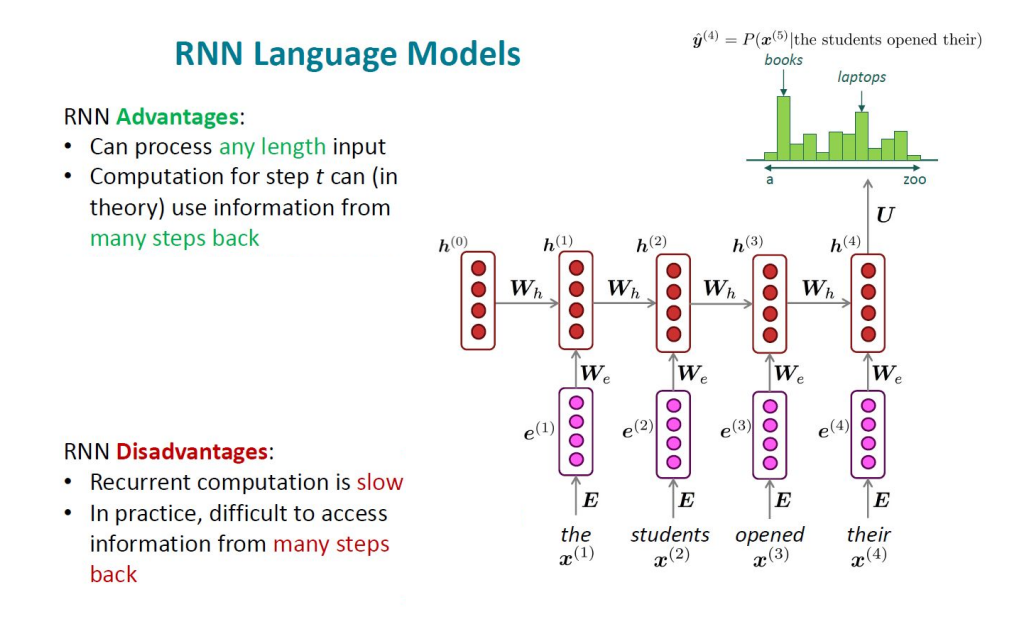 RNN Language Models
RNN Advantages:
• Can process any length input
• Computation for step t can (in
theory) use information from
many steps back
RNN Disadvantages:
• Recurrent computation is slow
• In practice, difficult to access
information from many steps
back
ŷ⁽⁴⁾ = P(x⁽⁵⁾|the students opened their)
books
laptops
a zoo
U
h⁽⁰⁾ h⁽¹⁾ h⁽²⁾ h⁽³⁾ h⁽⁴⁾
Wₕ Wₕ Wₕ Wₕ
Wₑ Wₑ Wₑ Wₑ
e⁽¹⁾ e⁽²⁾ e⁽³⁾ e⁽⁴⁾
E E E E
the students opened their
x⁽¹⁾ x⁽²⁾ x⁽³⁾ x⁽⁴⁾